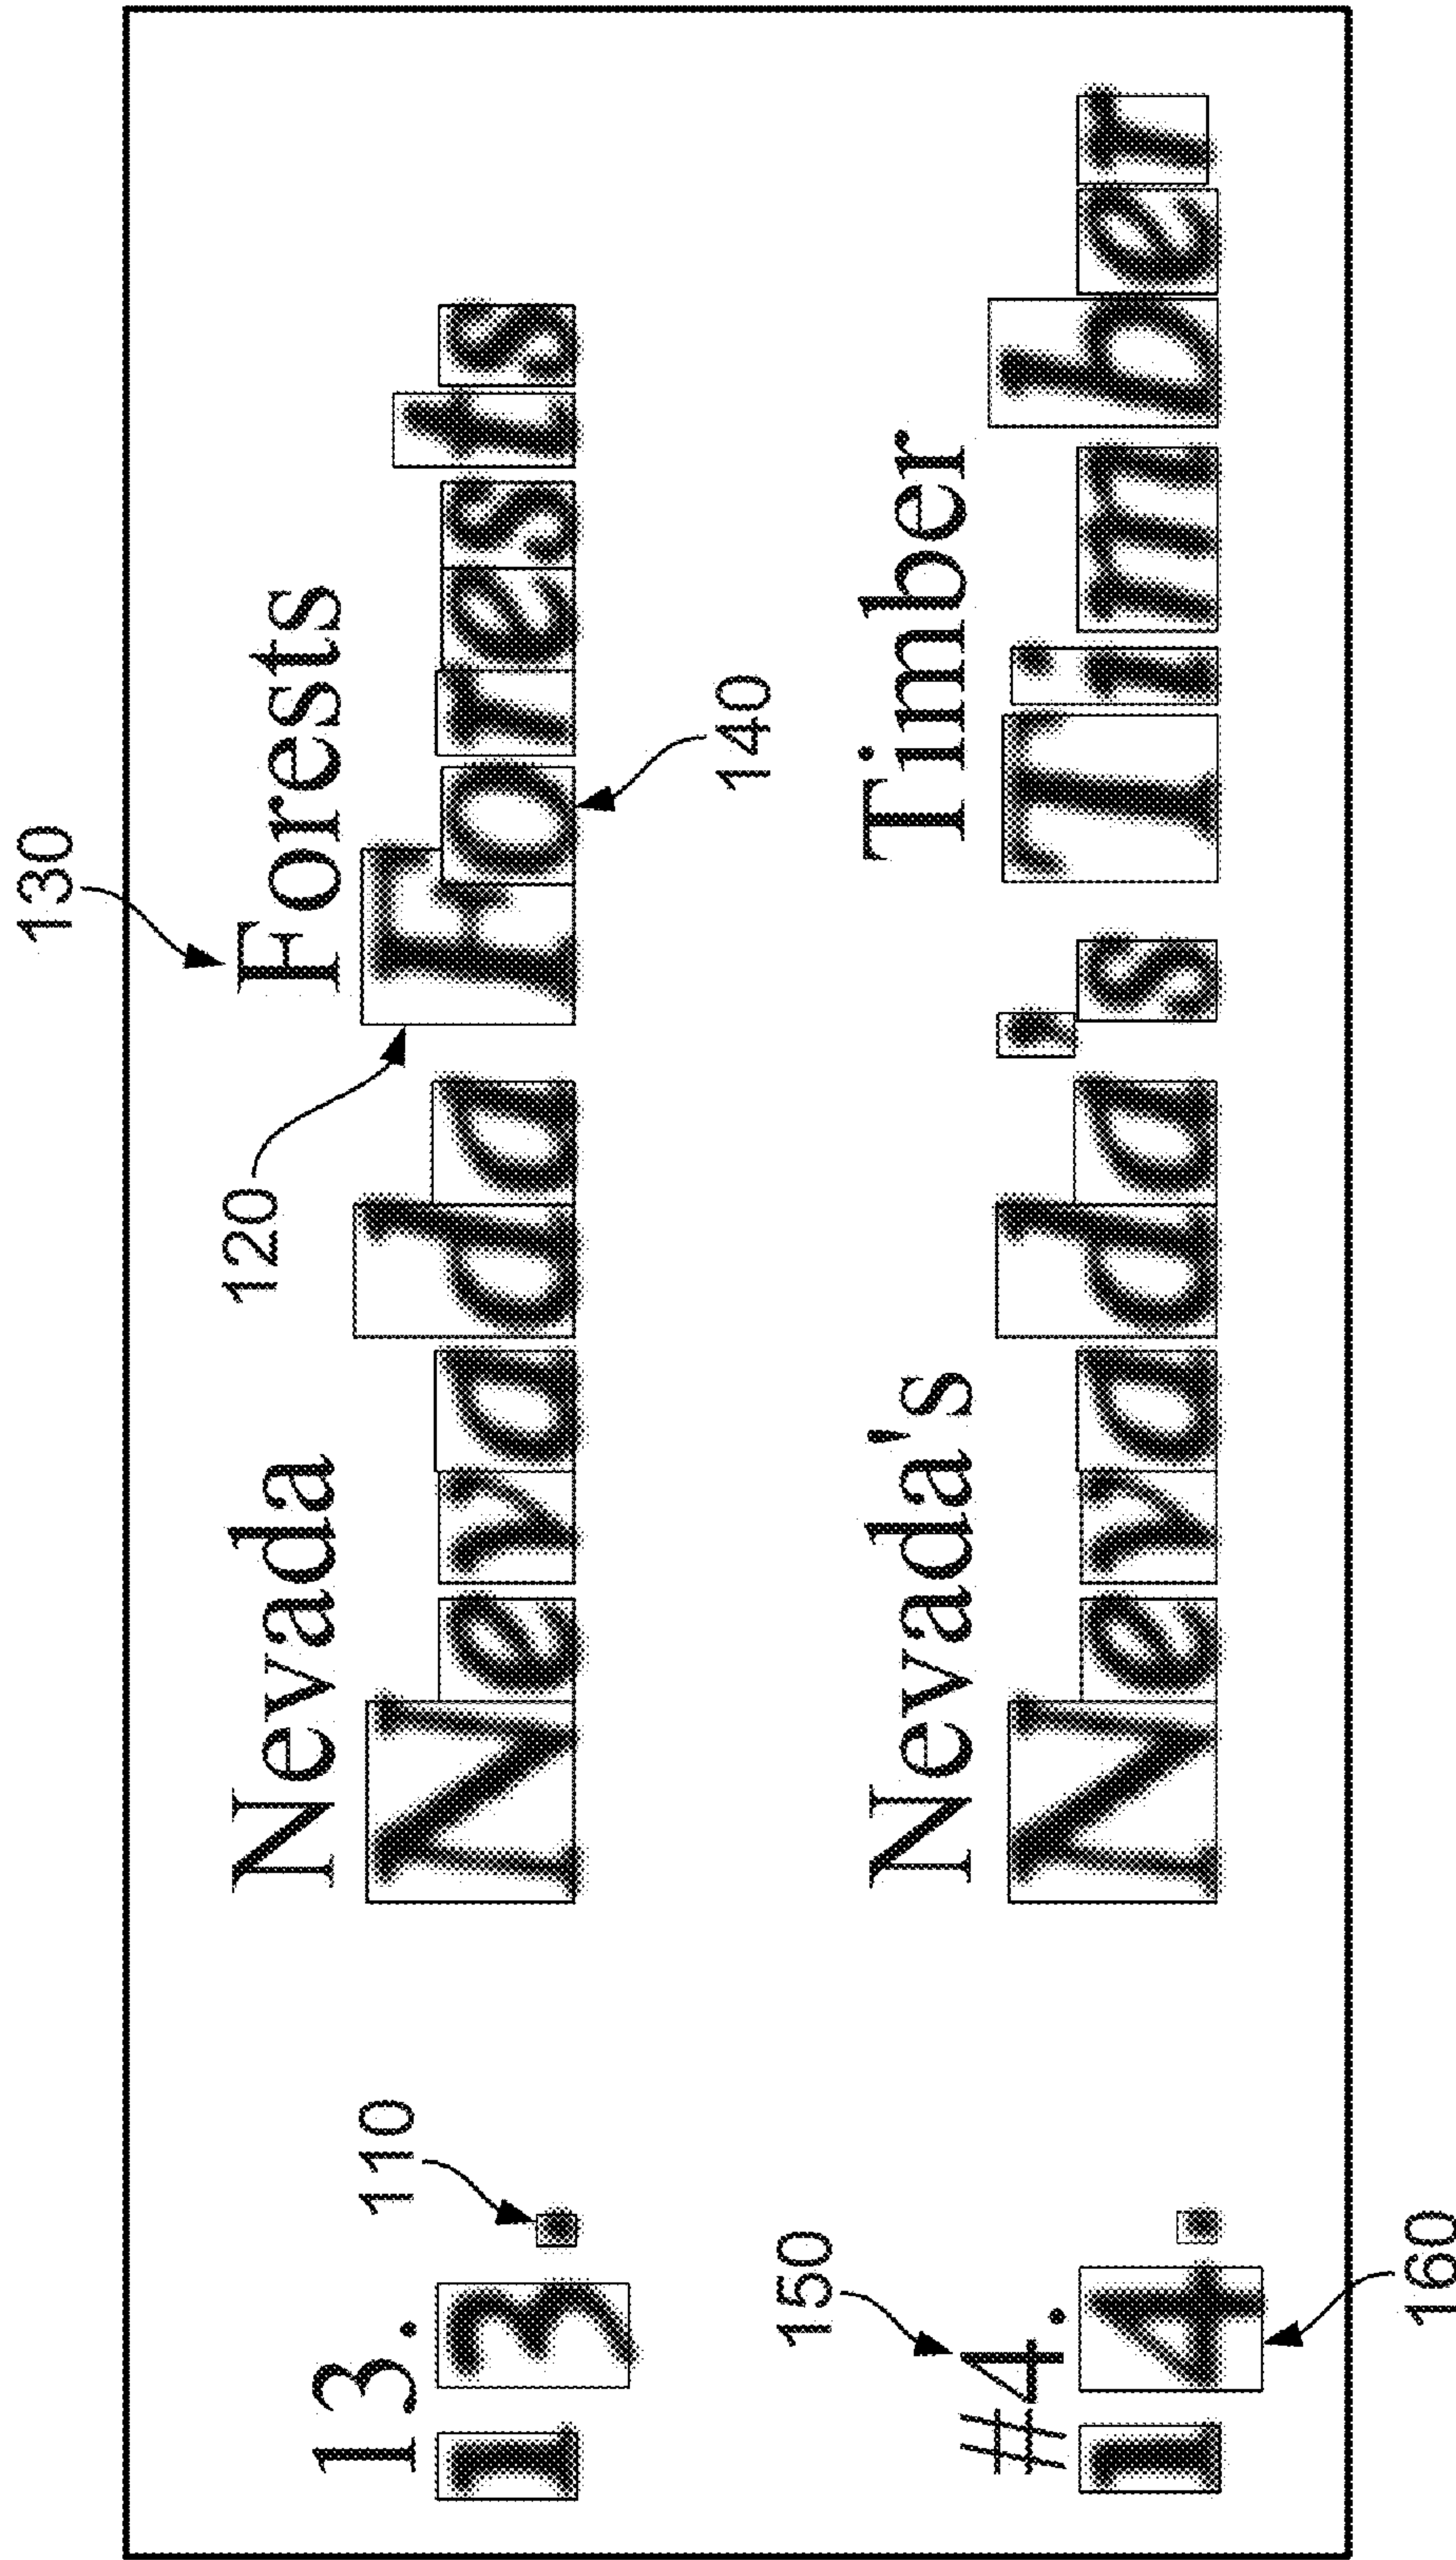 130
120
13. Nevada Forests
110
13. Nevada Forests
140
150
#4. Nevada's Timber
14. Nevada's Timber
160